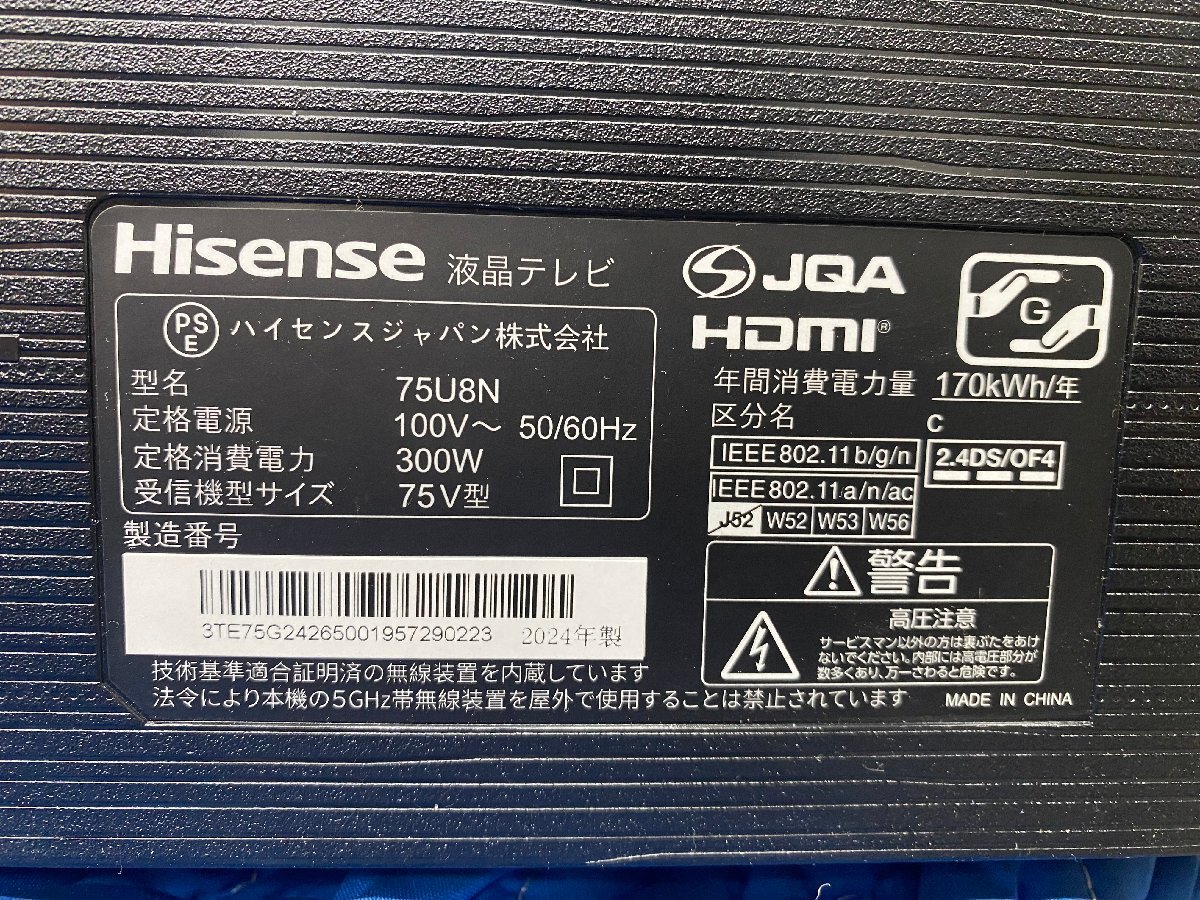 Hisense 液晶テレビ
PS
E
ハイセンスジャパン株式会社
型名 75U8N
定格電源 100V～ 50/60Hz
定格消費電力 300W
受信機型サイズ 75V型
製造番号
3TE75G24265001957290223 2024年製
技術基準適合証明済の無線装置を内蔵しています
法令により本機の5GHz帯無線装置を屋外で使用することは禁止されています
JQA
HDMI®
G
年間消費電力量 170kWh/年
区分名 C
IEEE802.11b/g/n
2.4DS/OF4
IEEE802.11a/n/ac
J52 W52 W53 W56
警告
高圧注意
サービスマン以外の方は裏ぶたをあけ
ないでください。内部には高電圧部分が
数多くあり、万一さわると危険です。
MADE IN CHINA